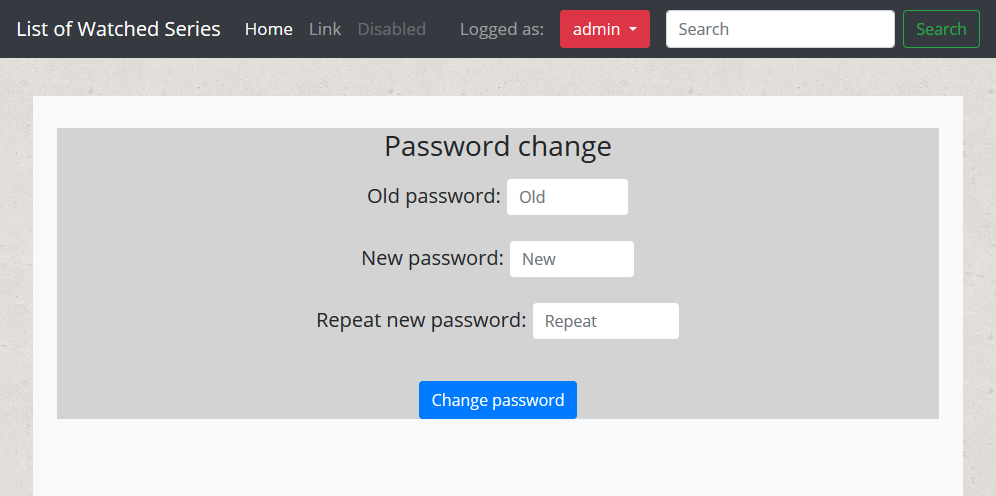 List of Watched Series Home Link Disabled Logged as: admin Search Search
Password change
Old password: Old
New password: New
Repeat new password: Repeat
Change password